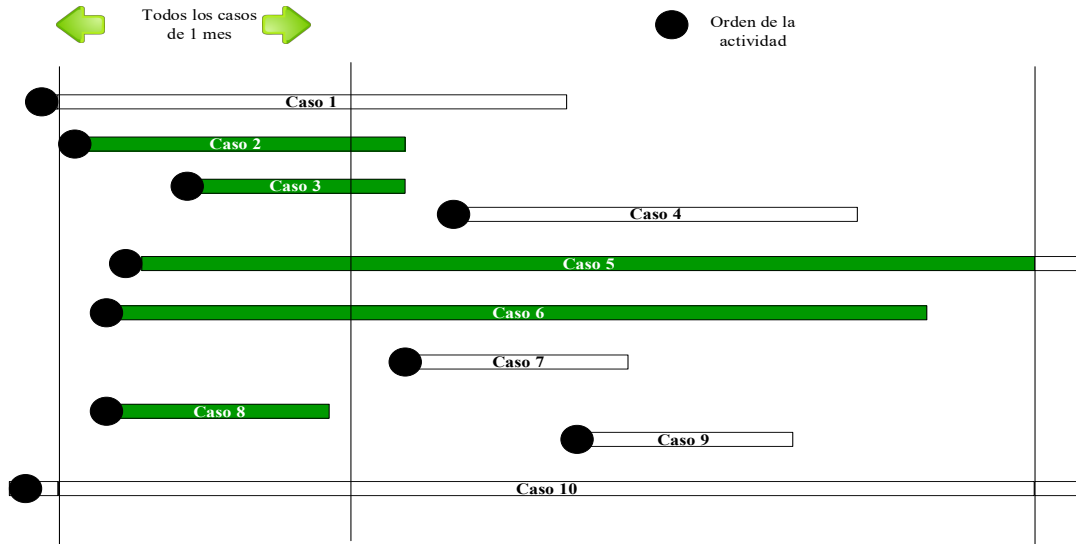 Todos los casos
de 1 mes
Orden de la
actividad
Caso 1
Caso 2
Caso 3
Caso 4
Caso 5
Caso 6
Caso 7
Caso 8
Caso 9
Caso 10